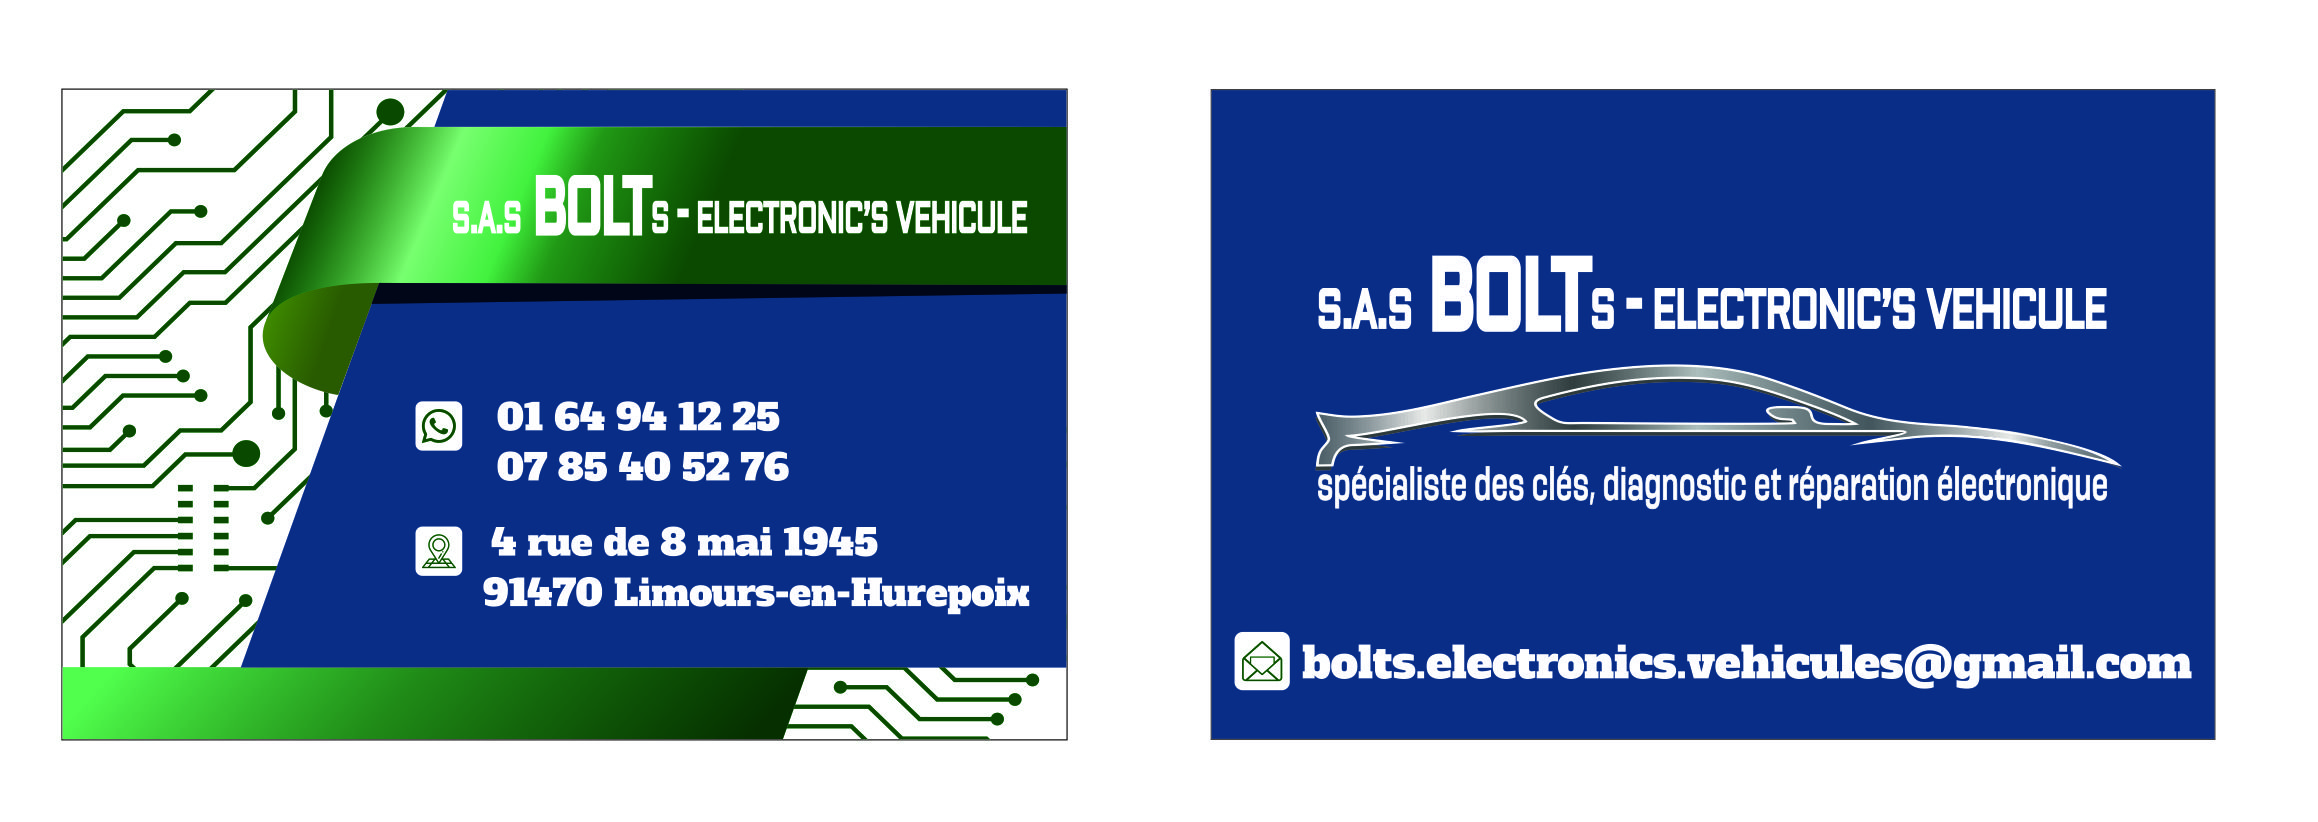 S.A.S BOLTS - ELECTRONIC'S VEHICULE
01 64 94 12 25
07 85 40 52 76
4 rue de 8 mai 1945
91470 Limours-en-Hurepoix
S.A.S BOLTS - ELECTRONIC'S VEHICULE
spécialiste des clés, diagnostic et réparation électronique
bolts.electronics.vehicules@gmail.com